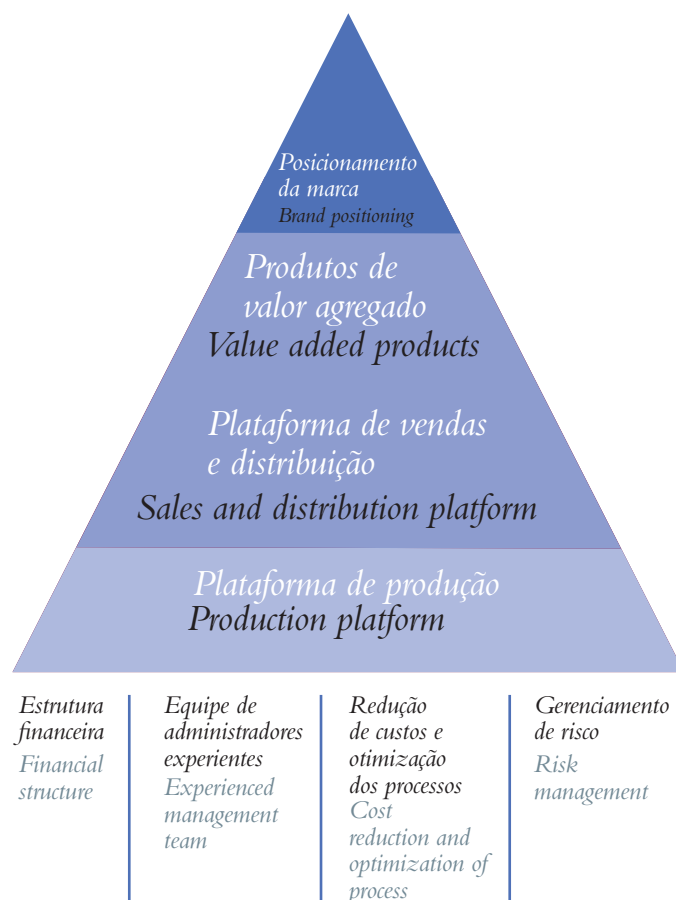 Posicionamento
da marca
Brand positioning
Produtos de
valor agregado
Value added products
Plataforma de vendas
e distribuição
Sales and distribution platform
Plataforma de produção
Production platform
Estrutura
financeira
Financial
structure
Equipe de
administradores
experientes
Experienced
management
team
Redução
de custos e
otimização
dos processos
Cost
reduction and
optimization of
process
Gerenciamento
de risco
Risk
management